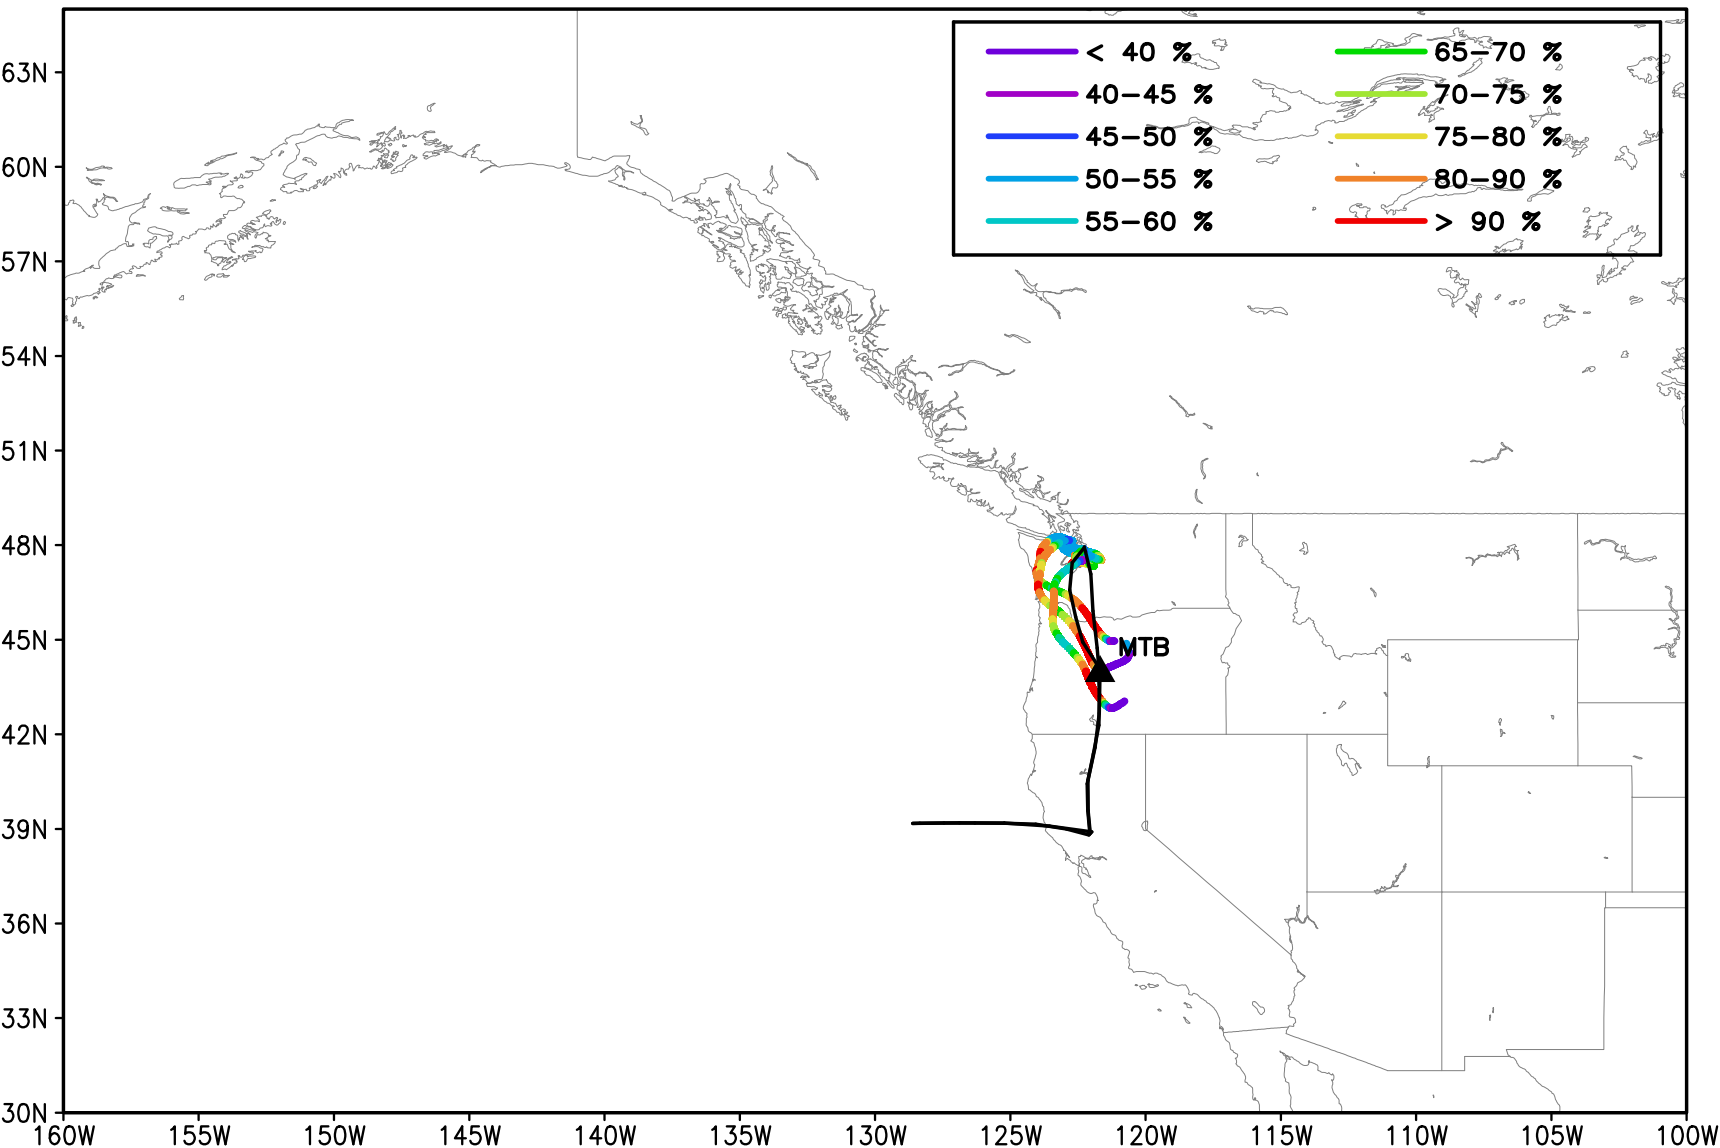 < 40 % 65-70 %
40-45 % 70-75 %
45-50 % 75-80 %
50-55 % 80-90 %
55-60 % > 90 %
63N
60N
57N
54N
51N
48N
45N
42N
39N
36N
33N
30N
MTB
160W 155W 150W 145W 140W 135W 130W 125W 120W 115W 110W 105W 100W